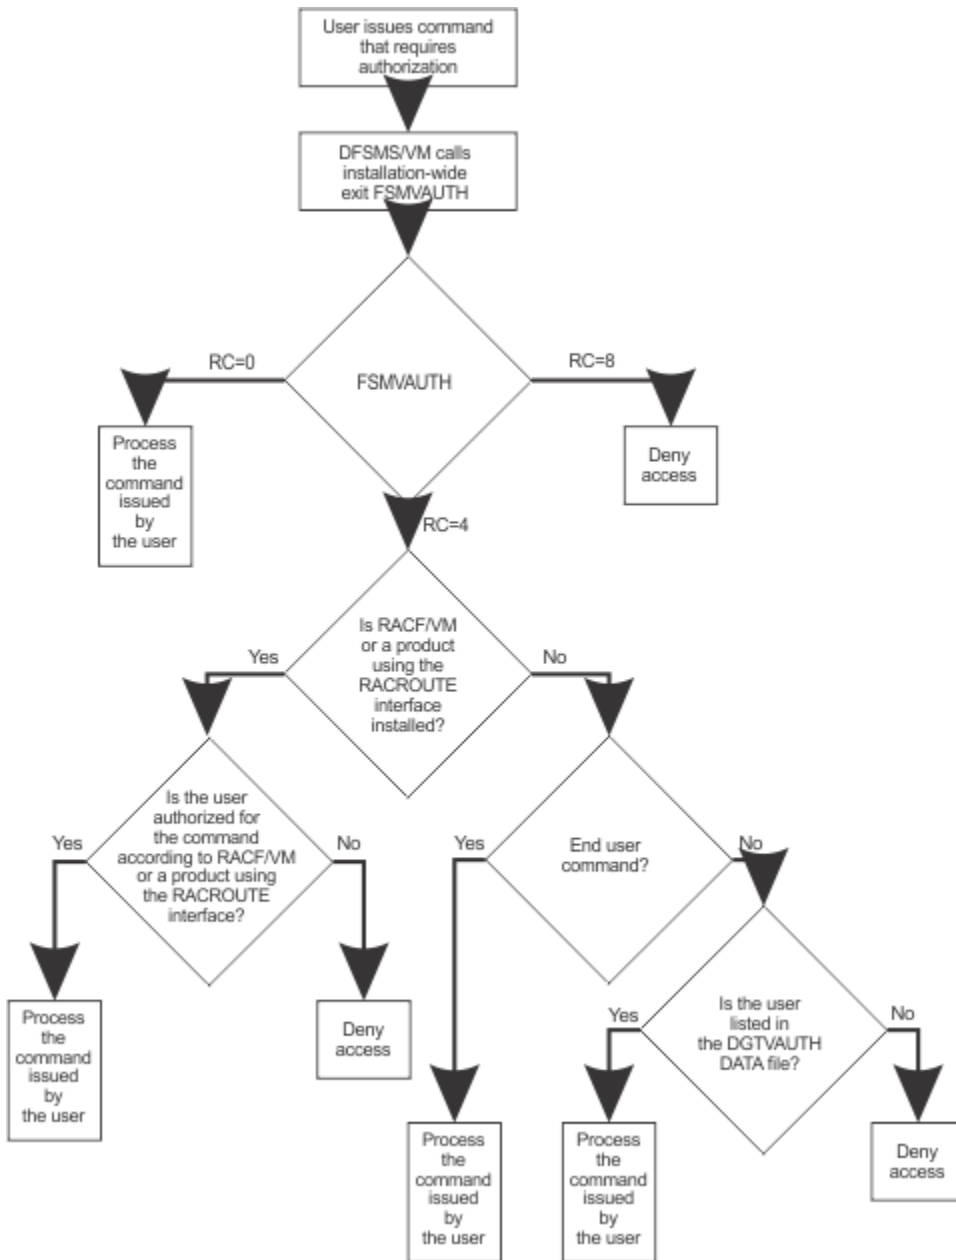 User issues command
that requires
authorization
DFSMS/VM calls
installation-wide
exit FSMVAUTH
RC=0
FSMVAUTH
RC=8
Process
the
command
issued
by
the user
Deny
access
RC=4
Is RACF/VM
or a product
using the
RACROUTE
interface
installed?
Yes
No
Is the user
authorized for
the command
according to RACF/VM
or a product using
the RACROUTE
interface?
Yes
No
End user
command?
Yes
No
Process
the
command
issued
by
the user
Deny
access
Is the user
listed in
the DGTVAUTH
DATA file?
Yes
No
Process
the
command
issued
by
the user
Process
the
command
issued
by
the user
Deny
access